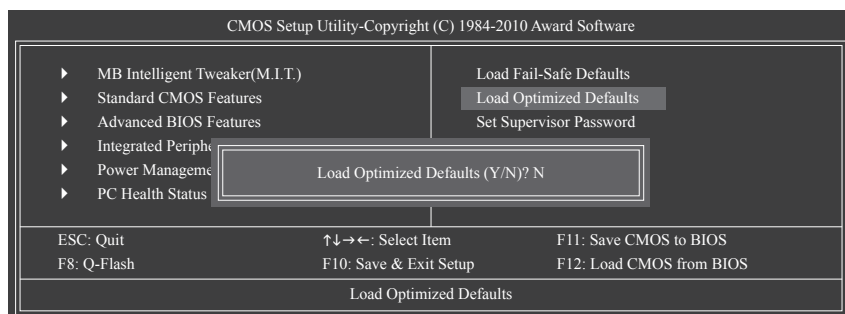 CMOS Setup Utility-Copyright (C) 1984-2010 Award Software
MB Intelligent Tweaker(M.I.T.)
Standard CMOS Features
Advanced BIOS Features
Integrated Periphe
Power Manageme
PC Health Status
Load Fail-Safe Defaults
Load Optimized Defaults
Set Supervisor Password
Load Optimized Defaults (Y/N)? N
ESC: Quit ↑↓→←: Select Item F11: Save CMOS to BIOS
F8: Q-Flash F10: Save & Exit Setup F12: Load CMOS from BIOS
Load Optimized Defaults